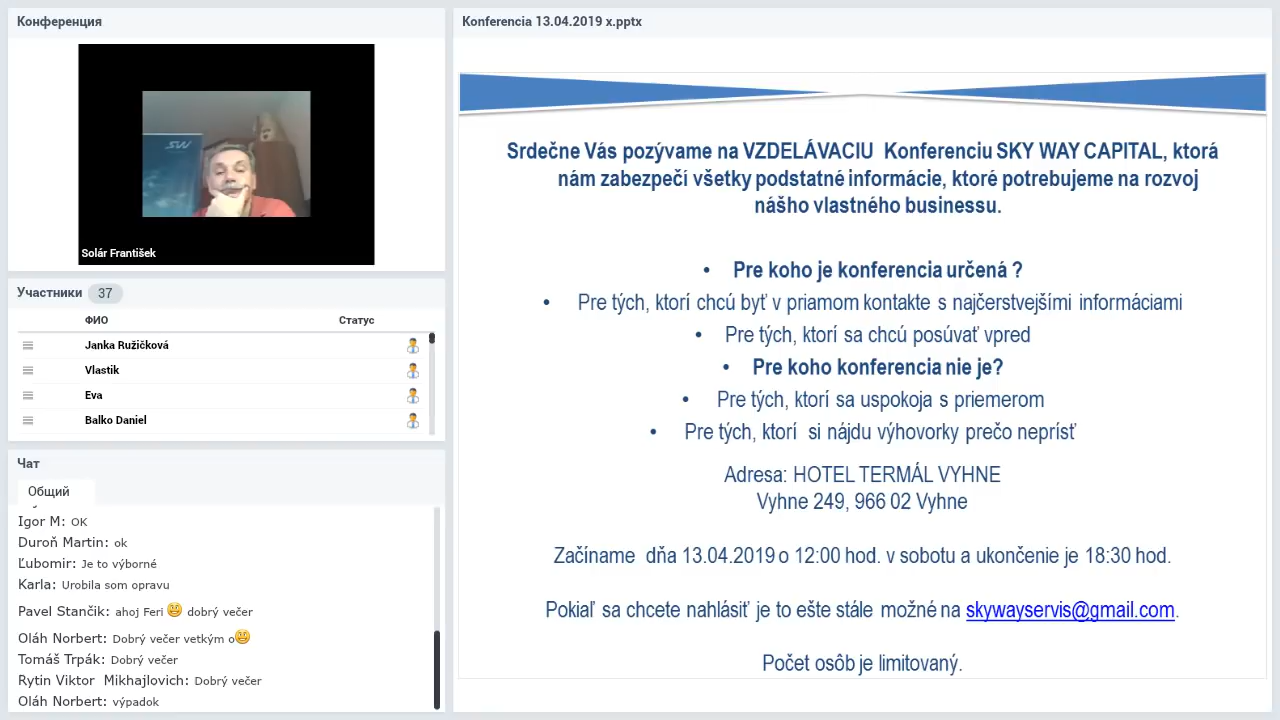 Конференция
SW
Solár František
Участники 37
ФИО Статус
Janka Ružičková
Vlastik
Eva
Balko Daniel
Чат
Общий
Igor M: OK
Duroň Martin: ok
Ľubomir: Je to výborné
Karla: Urobila som opravu
Pavel Stančik: ahoj Feri dobrý večer
Oláh Norbert: Dobrý večer vetkým o
Tomáš Trpák: Dobrý večer
Rytin Viktor Mikhajlovich: Dobrý večer
Oláh Norbert: výpadok
Konferencia 13.04.2019 x.pptx
Srdečne Vás pozývame na VZDELÁVACIU Konferenciu SKY WAY CAPITAL, ktorá
nám zabezpečí všetky podstatné informácie, ktoré potrebujeme na rozvoj
nášho vlastného businessu.
• Pre koho je konferencia určená ?
• Pre tých, ktorí chcú byť v priamom kontakte s najčerstvejšími informáciami
• Pre tých, ktorí sa chcú posúvať vpred
• Pre koho konferencia nie je?
• Pre tých, ktorí sa uspokoja s priemerom
• Pre tých, ktorí si nájdu výhovorky prečo neprísť
Adresa: HOTEL TERMÁL VYHNE
Vyhne 249, 966 02 Vyhne
Začíname dňa 13.04.2019 o 12:00 hod. v sobotu a ukončenie je 18:30 hod.
Pokiaľ sa chcete nahlásiť je to ešte stále možné na skywayservis@gmail.com.
Počet osôb je limitovaný.